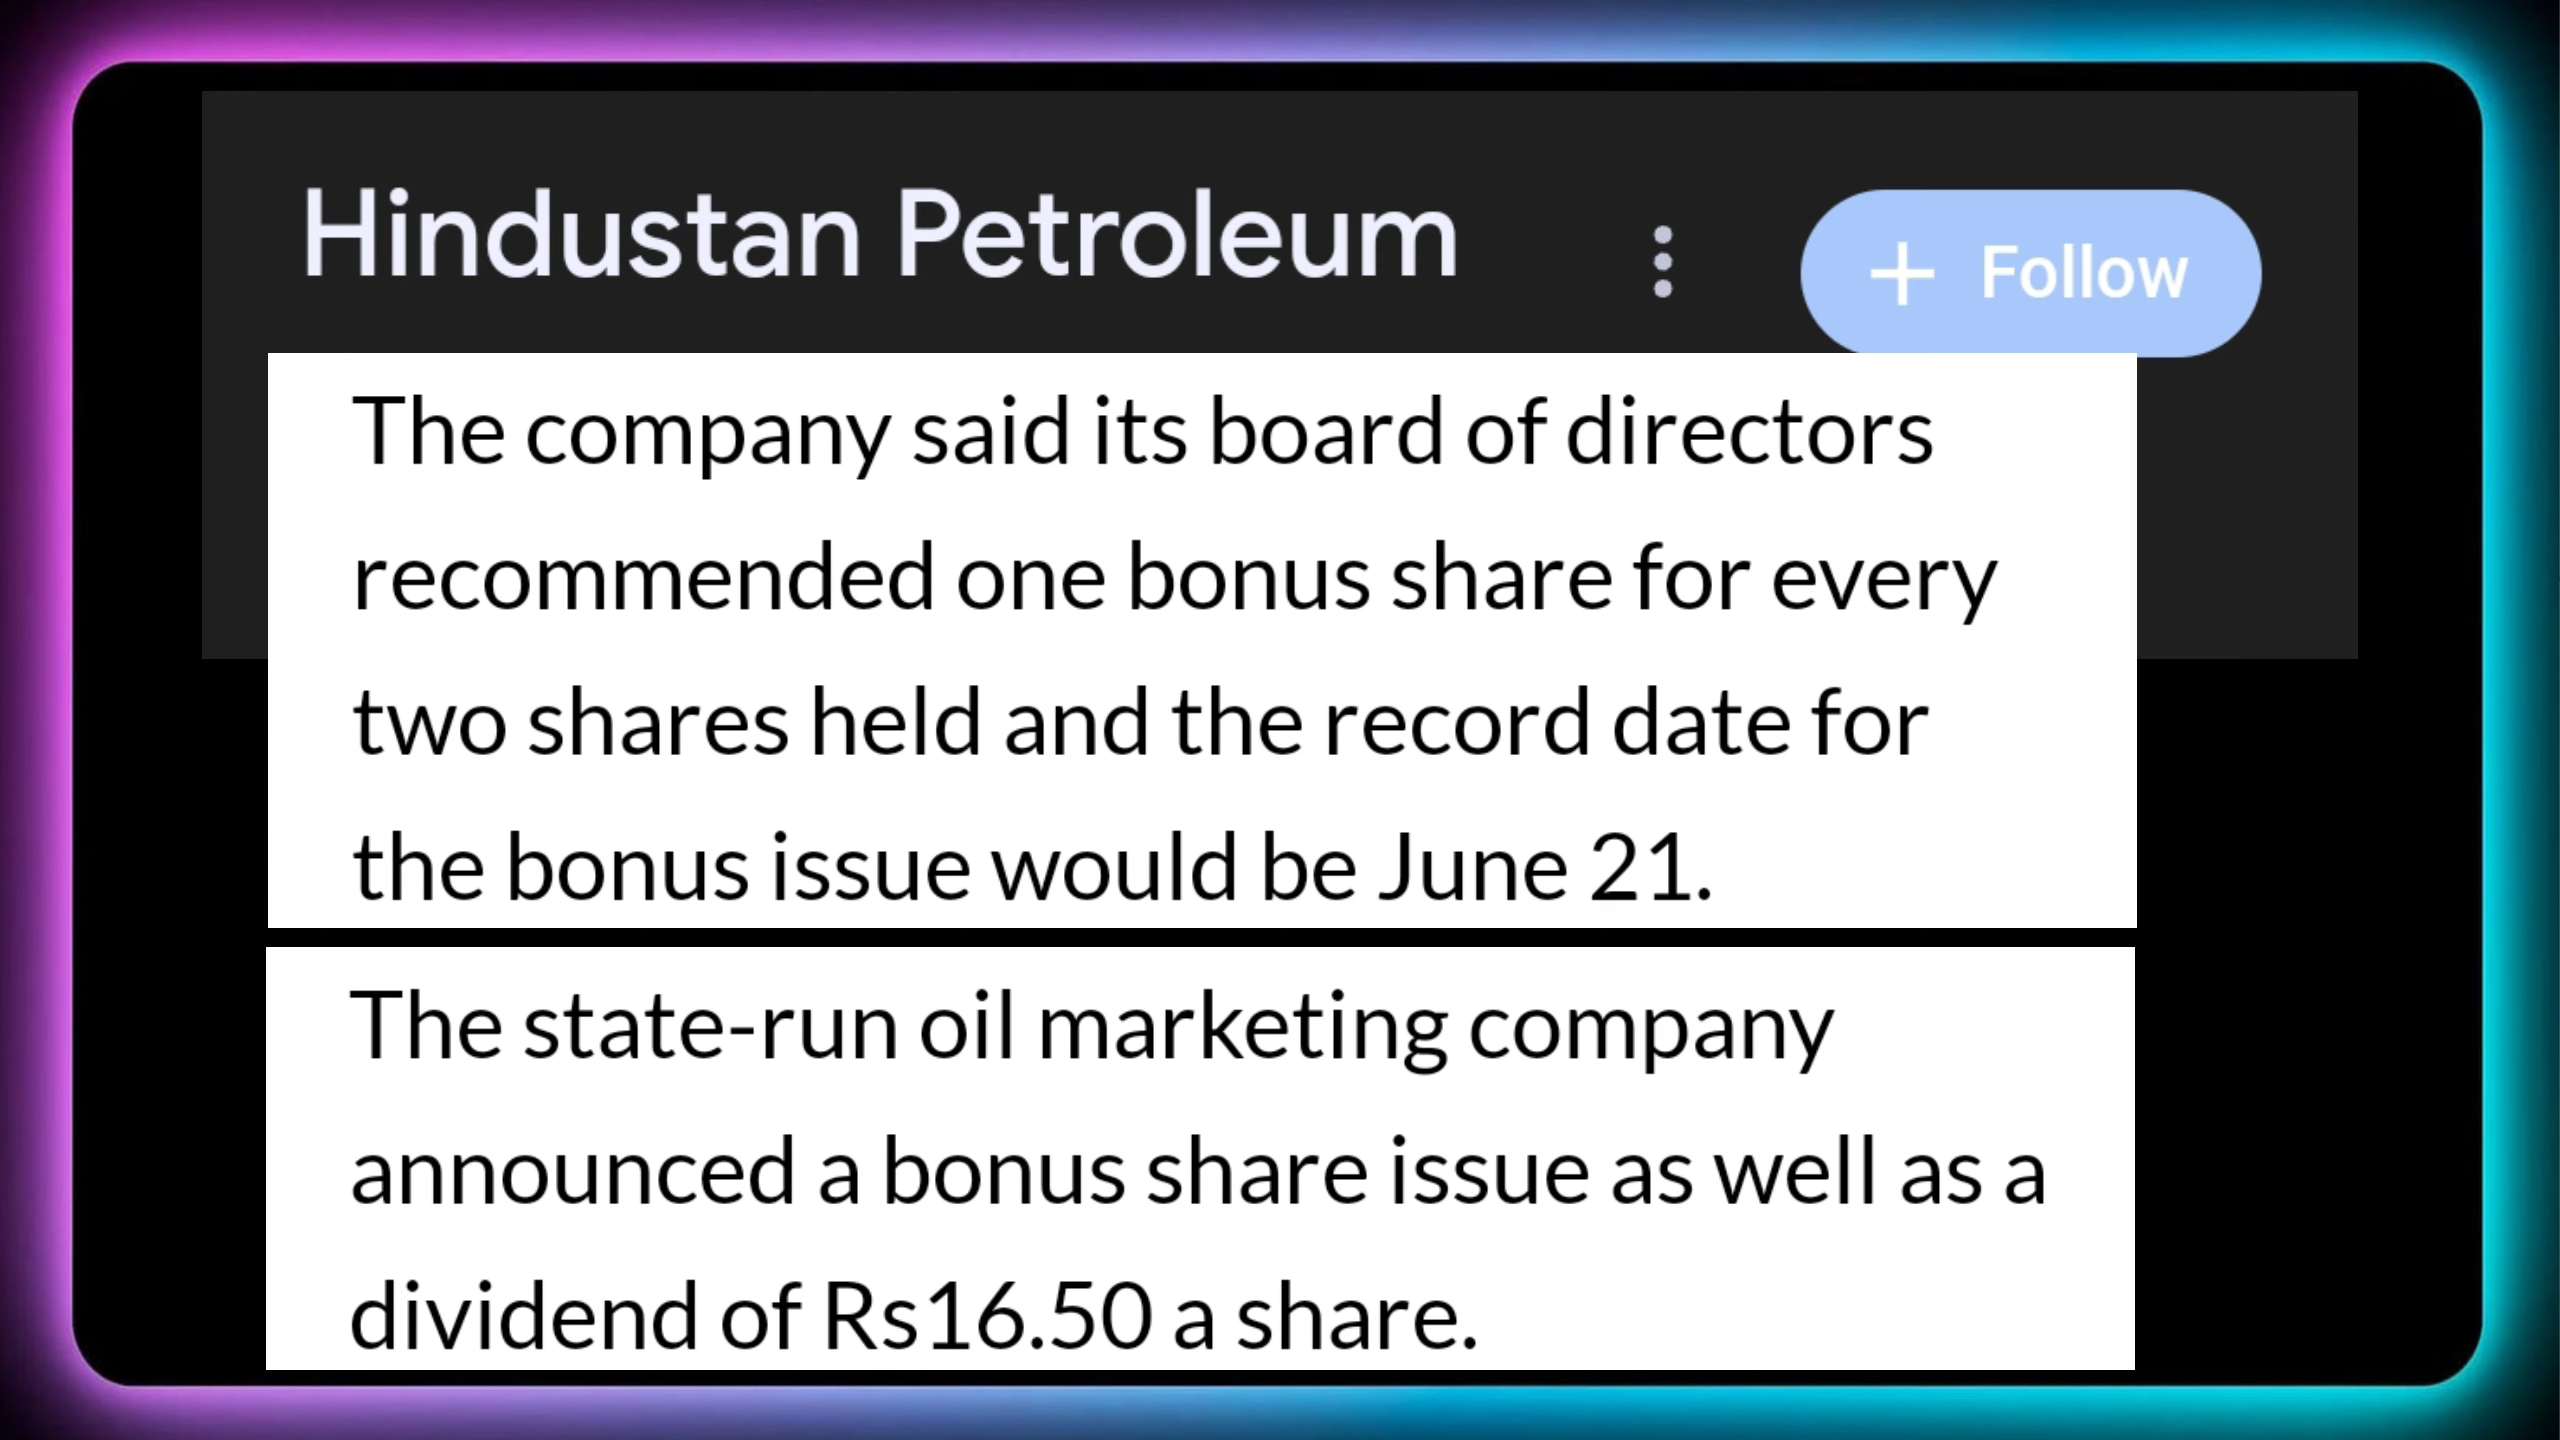 Hindustan Petroleum
+ Follow
The company said its board of directors
recommended one bonus share for every
two shares held and the record date for
the bonus issue would be June 21.
The state-run oil marketing company
announced a bonus share issue as well as a
dividend of Rs16.50 a share.